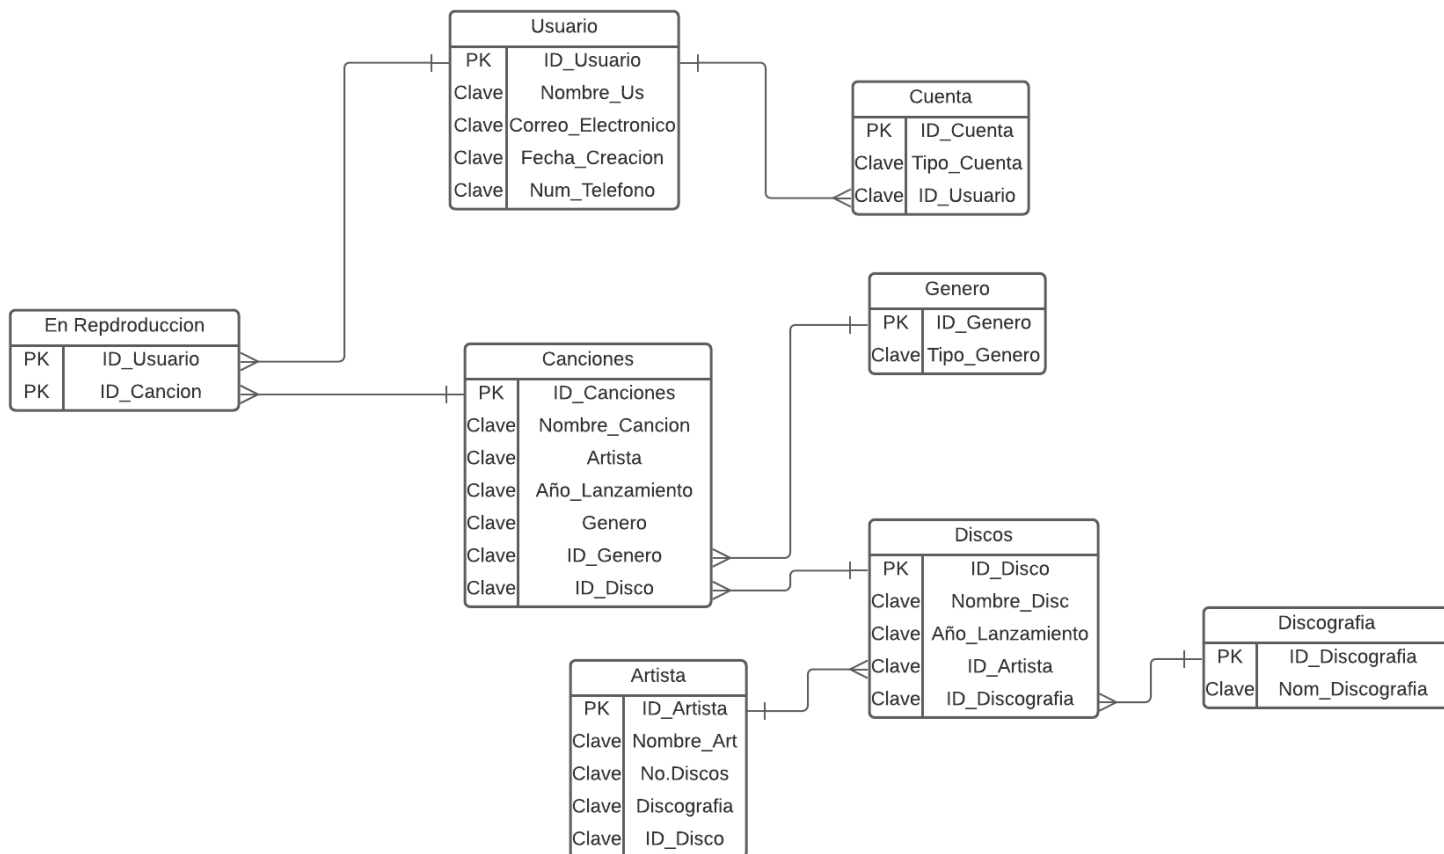 Usuario
PK ID_Usuario
Clave Nombre_Us
Clave Correo_Electronico
Clave Fecha_Creacion
Clave Num_Telefono
Cuenta
PK ID_Cuenta
Clave Tipo_Cuenta
Clave ID_Usuario
Genero
PK ID_Genero
Clave Tipo_Genero
En Repdroduccion
PK ID_Usuario
PK ID_Cancion
Canciones
PK ID_Canciones
Clave Nombre_Cancion
Clave Artista
Clave Año_Lanzamiento
Clave Genero
Clave ID_Genero
Clave ID_Disco
Discos
PK ID_Disco
Clave Nombre_Disc
Clave Año_Lanzamiento
Clave ID_Artista
Clave ID_Discografia
Discografia
PK ID_Discografia
Clave Nom_Discografia
Artista
PK ID_Artista
Clave Nombre_Art
Clave No.Discos
Clave Discografia
Clave ID_Disco